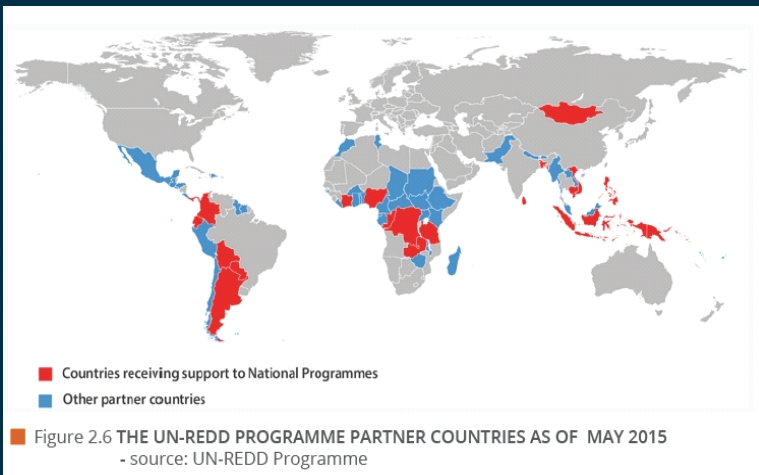 Countries receiving support to National Programmes
Other partner countries
Figure 2.6 THE UN-REDD PROGRAMME PARTNER COUNTRIES AS OF MAY 2015
- source: UN-REDD Programme